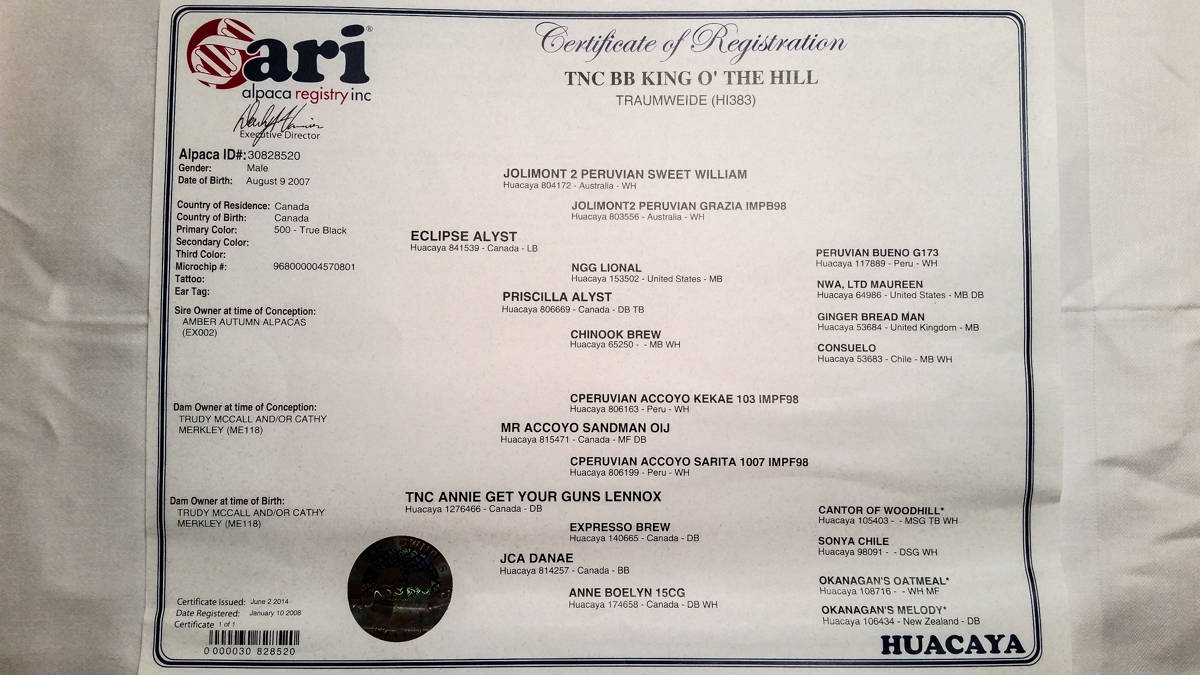 ari®
alpaca registry inc
Executive Director
Certificate of Registration
TNC BB KING O' THE HILL
TRAUMWEIDE (HI383)
Alpaca ID#: 30828520
Gender: Male
Date of Birth: August 9 2007
Country of Residence: Canada
Country of Birth: Canada
Primary Color: 500 - True Black
Secondary Color:
Third Color:
Microchip #: 968000004570801
Tattoo:
Ear Tag:
Sire Owner at time of Conception:
AMBER AUTUMN ALPACAS
(EX002)
Dam Owner at time of Conception:
TRUDY MCCALL AND/OR CATHY
MERKLEY (ME118)
Dam Owner at time of Birth:
TRUDY MCCALL AND/OR CATHY
MERKLEY (ME118)
Certificate Issued: June 2 2014
Date Registered: January 10 2008
Certificate 1 of 1
0 000030 828520
JOLIMONT 2 PERUVIAN SWEET WILLIAM
Huacaya 804172 - Australia - WH
JOLIMONT2 PERUVIAN GRAZIA IMPB98
Huacaya 803556 - Australia - WH
ECLIPSE ALYST
Huacaya 841539 - Canada - LB
NGG LIONAL
Huacaya 153502 - United States - MB
PRISCILLA ALYST
Huacaya 806669 - Canada - DB TB
CHINOOK BREW
Huacaya 65250 - - MB WH
PERUVIAN BUENO G173
Huacaya 117889 - Peru - WH
NWA, LTD MAUREEN
Huacaya 64986 - United States - MB DB
GINGER BREAD MAN
Huacaya 53684 - United Kingdom - MB
CONSUELO
Huacaya 53683 - Chile - MB WH
CPERUVIAN ACCOYO KEKAE 103 IMPF98
Huacaya 806163 - Peru - WH
MR ACCOYO SANDMAN OIJ
Huacaya 815471 - Canada - MF DB
CPERUVIAN ACCOYO SARITA 1007 IMPF98
Huacaya 806199 - Peru - WH
TNC ANNIE GET YOUR GUNS LENNOX
Huacaya 1276466 - Canada - DB
EXPRESSO BREW
Huacaya 140665 - Canada - DB
JCA DANAE
Huacaya 814257 - Canada - BB
ANNE BOELYN 15CG
Huacaya 174658 - Canada - DB WH
CANTOR OF WOODHILL*
Huacaya 105403 - - MSG TB WH
SONYA CHILE
Huacaya 98091 - - DSG WH
OKANAGAN'S OATMEAL*
Huacaya 108716 - - WH MF
OKANAGAN'S MELODY*
Huacaya 106434 - New Zealand - DB
HUACAYA